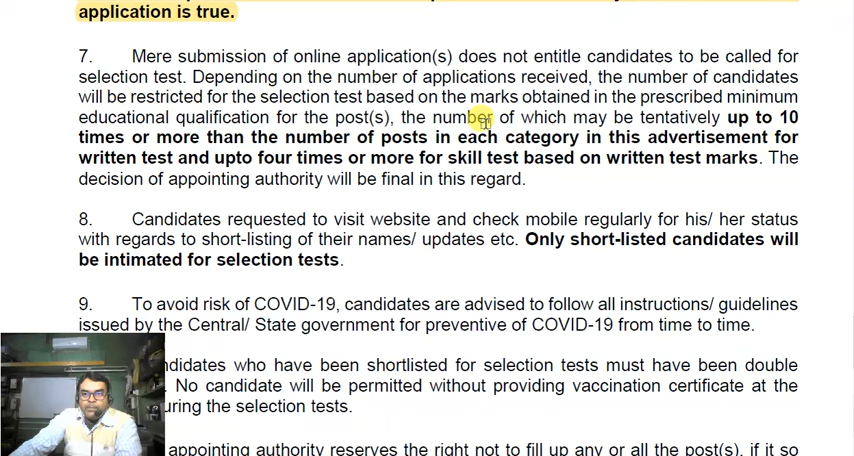 application is true.
7. Mere submission of online application(s) does not entitle candidates to be called for
selection test. Depending on the number of applications received, the number of candidates
will be restricted for the selection test based on the marks obtained in the prescribed minimum
educational qualification for the post(s), the number of which may be tentatively up to 10
times or more than the number of posts in each category in this advertisement for
written test and upto four times or more for skill test based on written test marks. The
decision of appointing authority will be final in this regard.
8. Candidates requested to visit website and check mobile regularly for his/ her status
with regards to short-listing of their names/ updates etc. Only short-listed candidates will
be intimated for selection tests.
9. To avoid risk of COVID-19, candidates are advised to follow all instructions/ guidelines
issued by the Central/ State government for preventive of COVID-19 from time to time.
ndidates who have been shortlisted for selection tests must have been double
. No candidate will be permitted without providing vaccination certificate at the
uring the selection tests.
appointing authority reserves the right not to fill up any or all the post(s), if it so